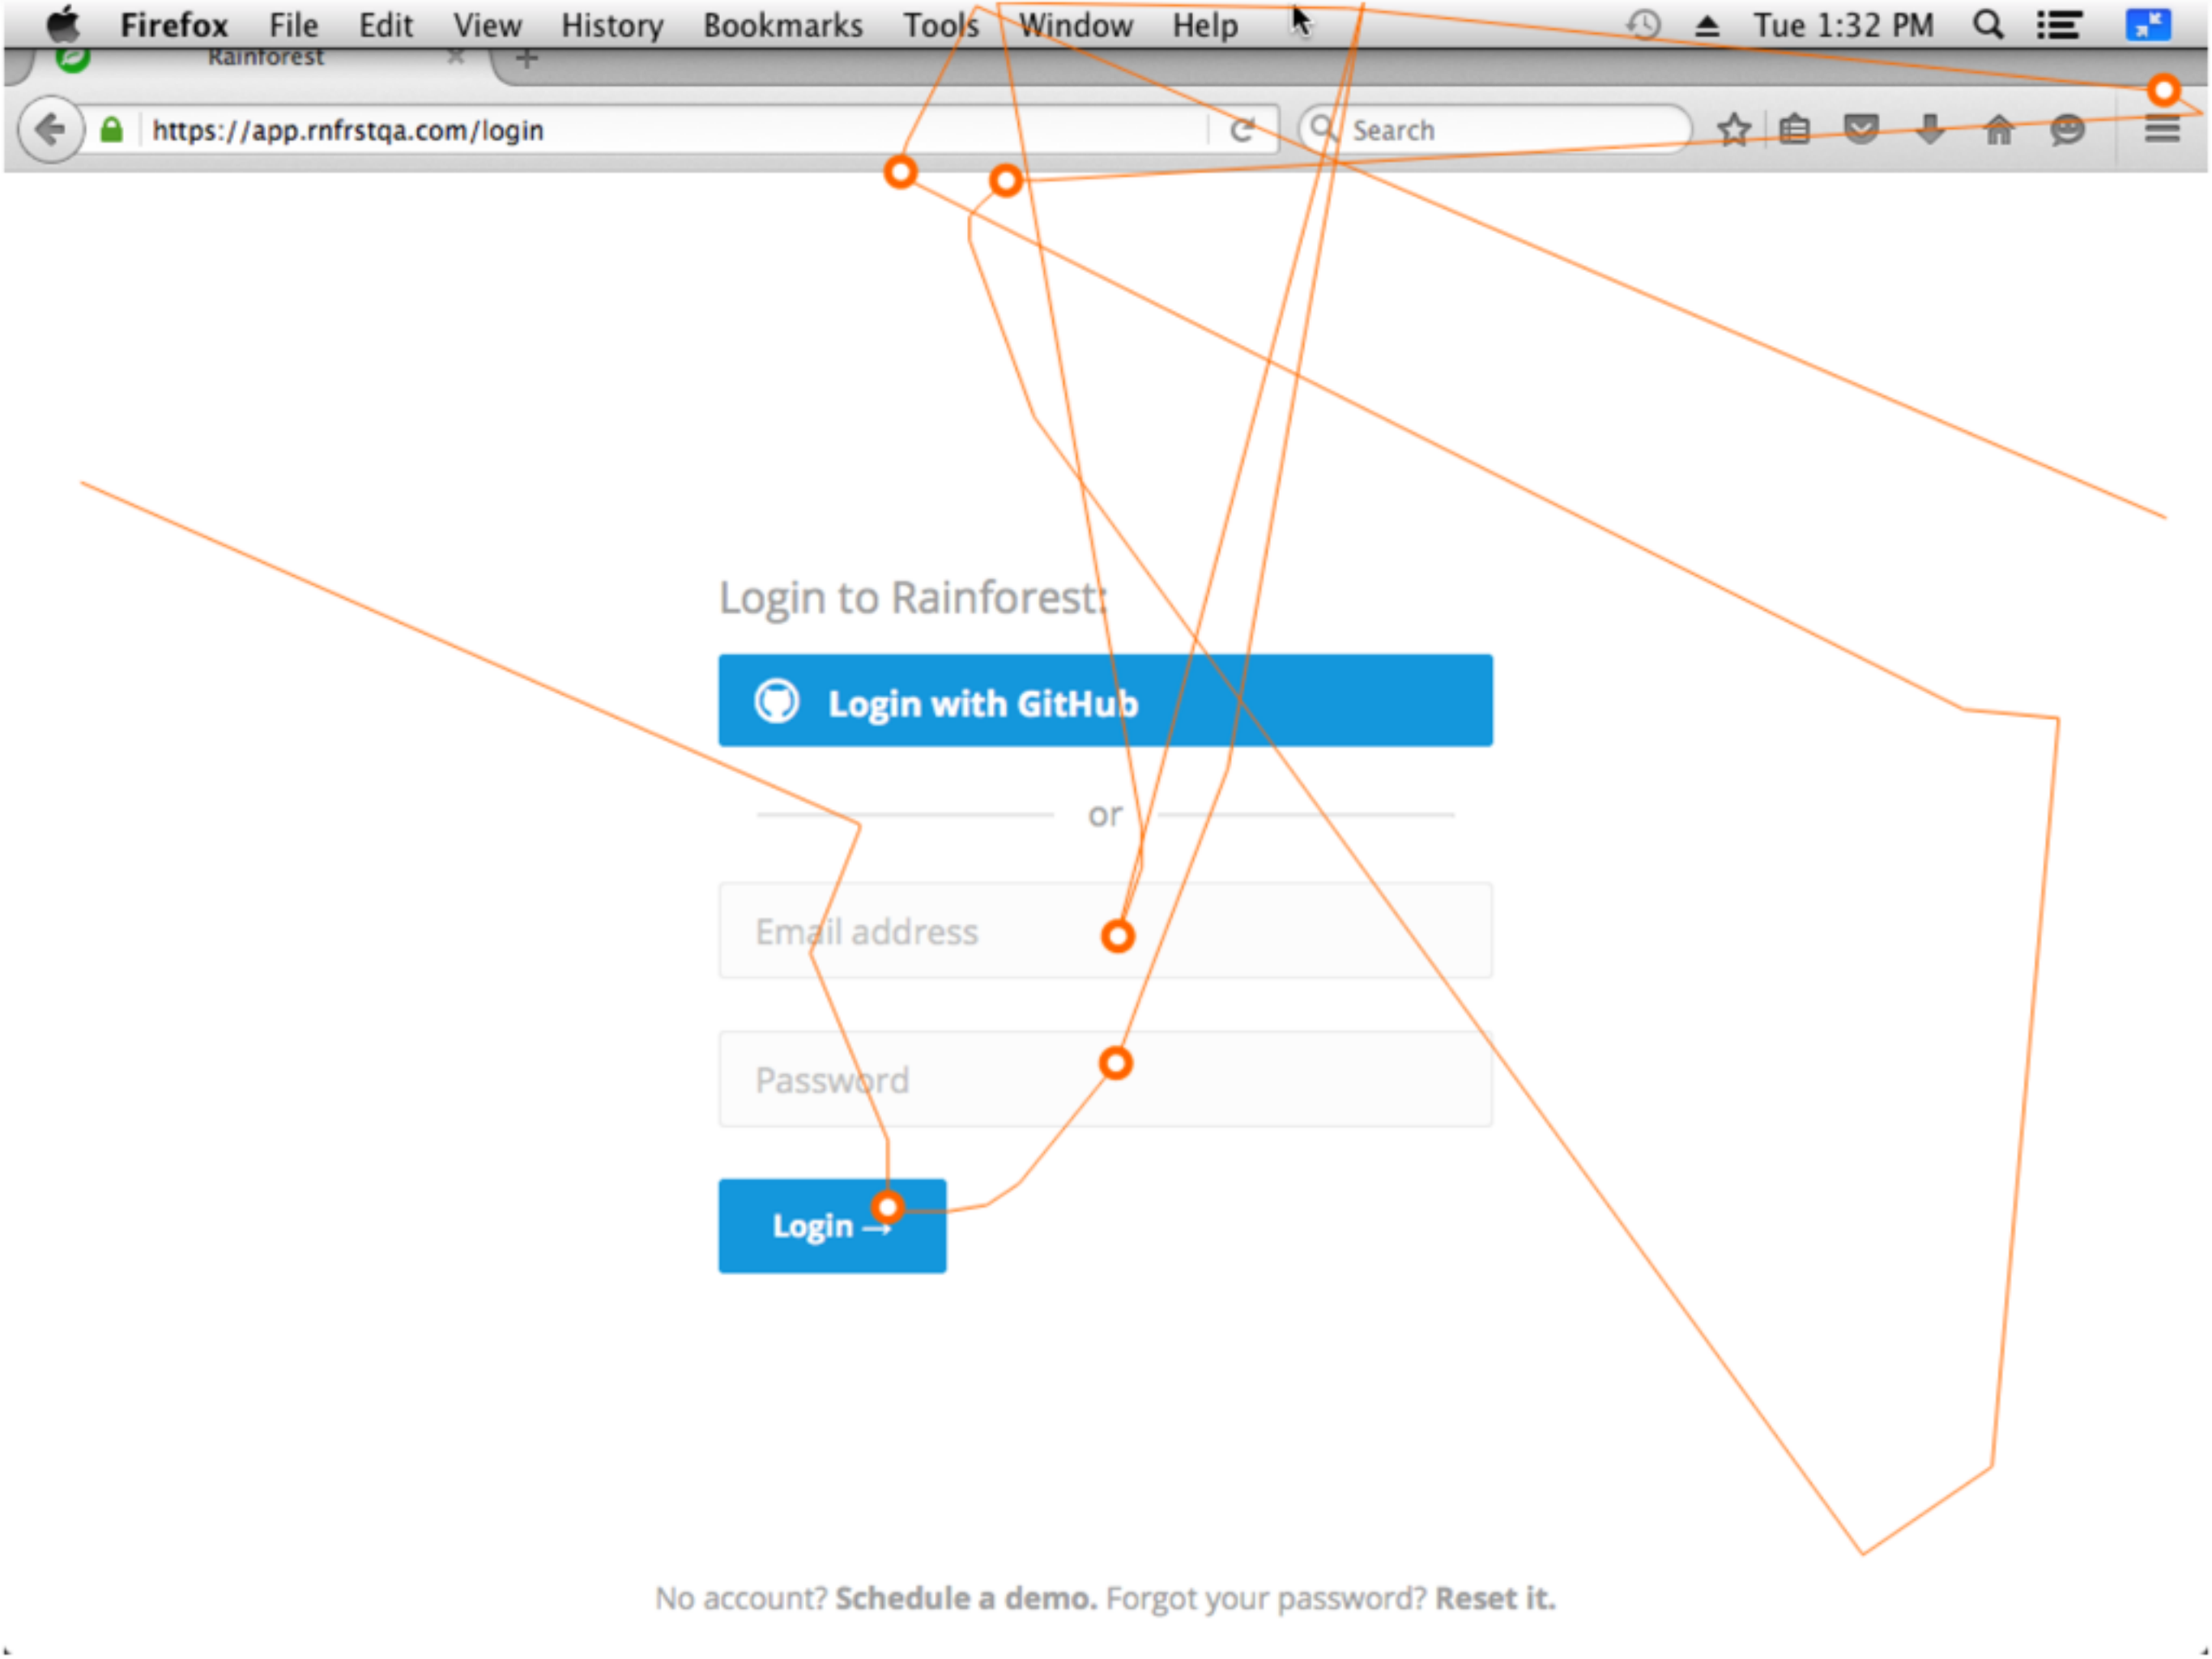 Firefox File Edit View History Bookmarks Tools Window Help Tue 1:32 PM
Rainforest
https://app.rnfrstqa.com/login Search
Login to Rainforest:
Login with GitHub
or
Email address
Password
Login →
No account? Schedule a demo. Forgot your password? Reset it.